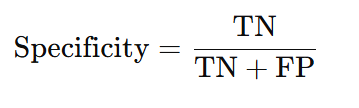 Specificity = TN / (TN + FP)